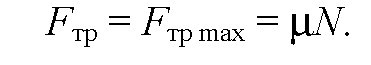 Fтр = Fтр max = μN.